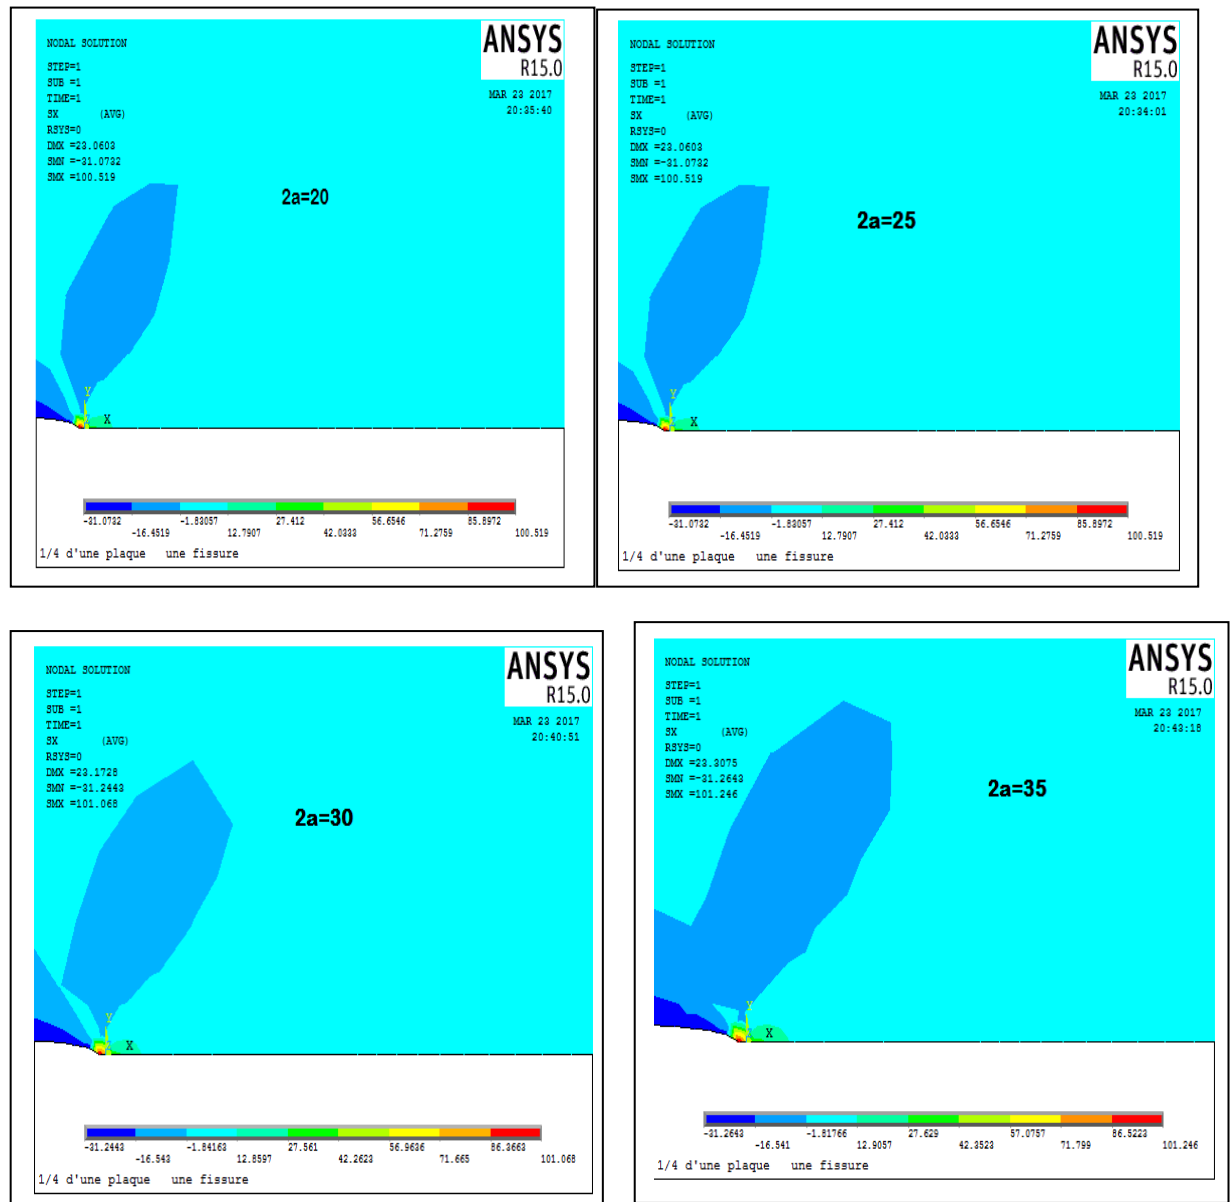 NODAL SOLUTION
STEP=1
SUB =1
TIME=1
SX (AVG)
RSYS=0
DMX =23.0603
SMN =-31.0732
SMX =100.519
ANSYS
R15.0
MAR 23 2017
20:35:40
2a=20
Y
Z X
-31.0732 -1.83057 27.412 56.6546 85.8972
-16.4519 12.7907 42.0333 71.2759 100.519
1/4 d'une plaque une fissure
NODAL SOLUTION
STEP=1
SUB =1
TIME=1
SX (AVG)
RSYS=0
DMX =23.0603
SMN =-31.0732
SMX =100.519
ANSYS
R15.0
MAR 23 2017
20:34:01
2a=25
Y
Z X
-31.0732 -1.83057 27.412 56.6546 85.8972
-16.4519 12.7907 42.0333 71.2759 100.519
1/4 d'une plaque une fissure
NODAL SOLUTION
STEP=1
SUB =1
TIME=1
SX (AVG)
RSYS=0
DMX =23.1728
SMN =-31.2443
SMX =101.068
ANSYS
R15.0
MAR 23 2017
20:40:51
2a=30
Y
Z X
-31.2443 -1.84163 27.561 56.9636 86.3663
-16.543 12.8597 42.2623 71.665 101.068
1/4 d'une plaque une fissure
NODAL SOLUTION
STEP=1
SUB =1
TIME=1
SX (AVG)
RSYS=0
DMX =23.3075
SMN =-31.2643
SMX =101.246
ANSYS
R15.0
MAR 23 2017
20:43:18
2a=35
Y
Z X
-31.2643 -1.81766 27.629 57.0757 86.5223
-16.541 12.9057 42.3523 71.799 101.246
1/4 d'une plaque une fissure